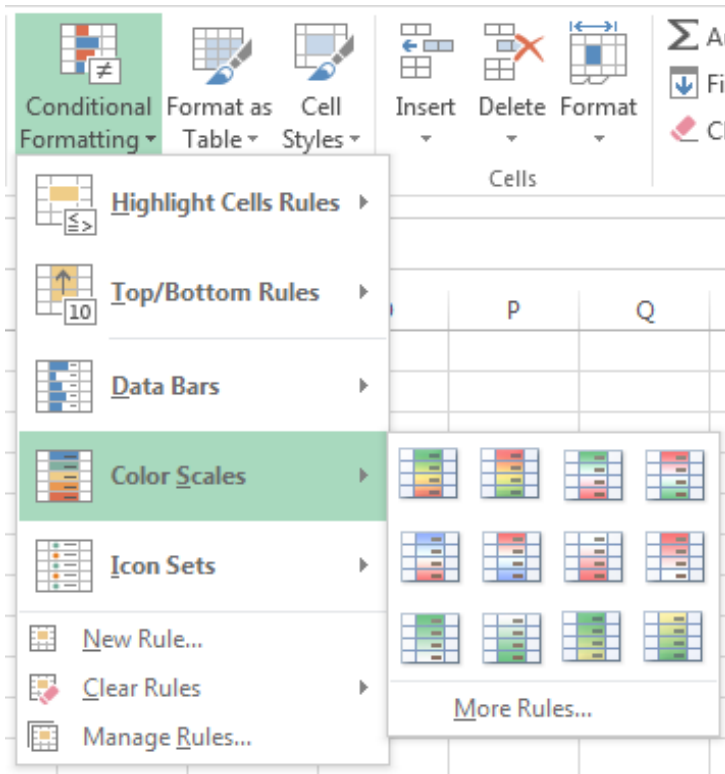 Conditional Formatting
Format as Table
Cell Styles
Insert
Delete
Format
Cells
Highlight Cells Rules
Top/Bottom Rules
10
P
Q
Data Bars
Color Scales
Icon Sets
New Rule...
Clear Rules
Manage Rules...
More Rules...